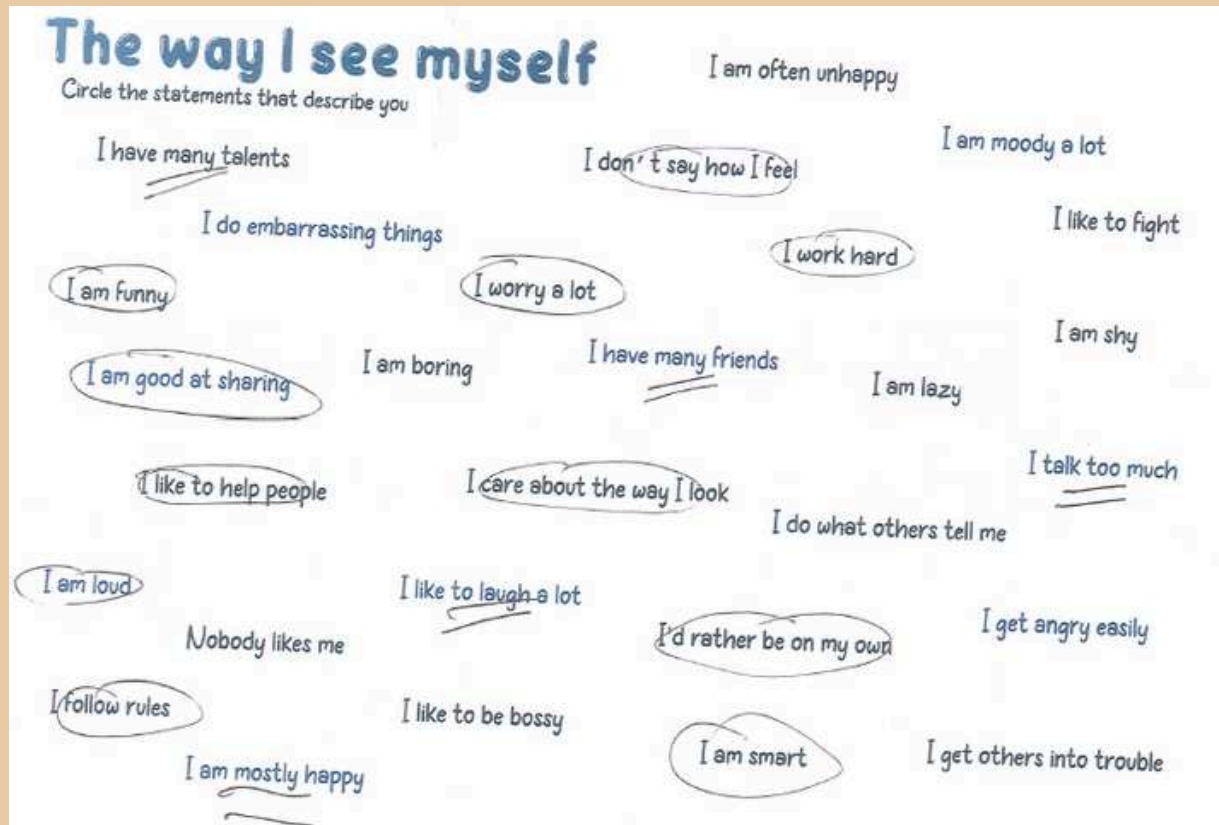 The way I see myself
Circle the statements that describe you
I am often unhappy
I have many talents
I don't say how I feel
I am moody a lot
I do embarrassing things
I work hard
I like to fight
I am funny
I worry a lot
I am good at sharing
I am boring
I have many friends
I am lazy
I am shy
I like to help people
I care about the way I look
I talk too much
I do what others tell me
I am loud
I like to laugh a lot
Nobody likes me
I'd rather be on my own
I get angry easily
I follow rules
I like to be bossy
I am smart
I get others into trouble
I am mostly happy